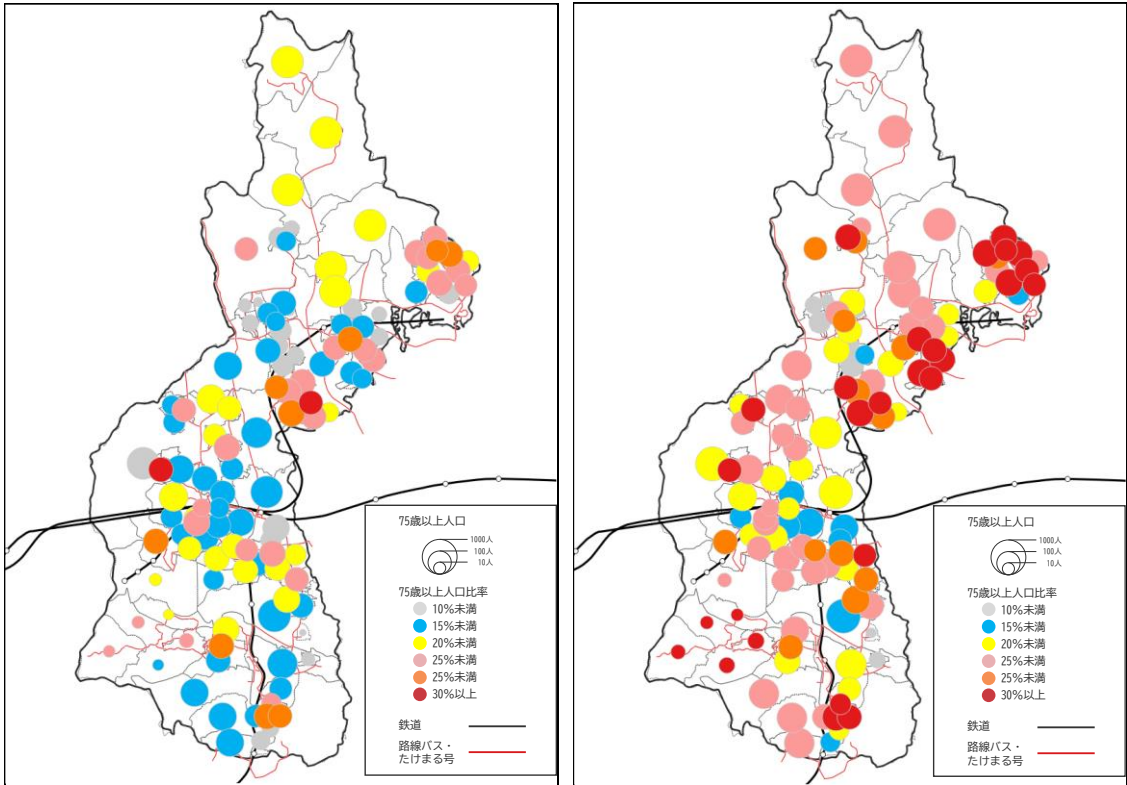 75歳以上人口
1000人
100人
10人
75歳以上人口比率
10%未満
15%未満
20%未満
25%未満
25%未満
30%以上
鉄道
路線バス・
たけまる号
75歳以上人口
1000人
100人
10人
75歳以上人口比率
10%未満
15%未満
20%未満
25%未満
25%未満
30%以上
鉄道
路線バス・
たけまる号